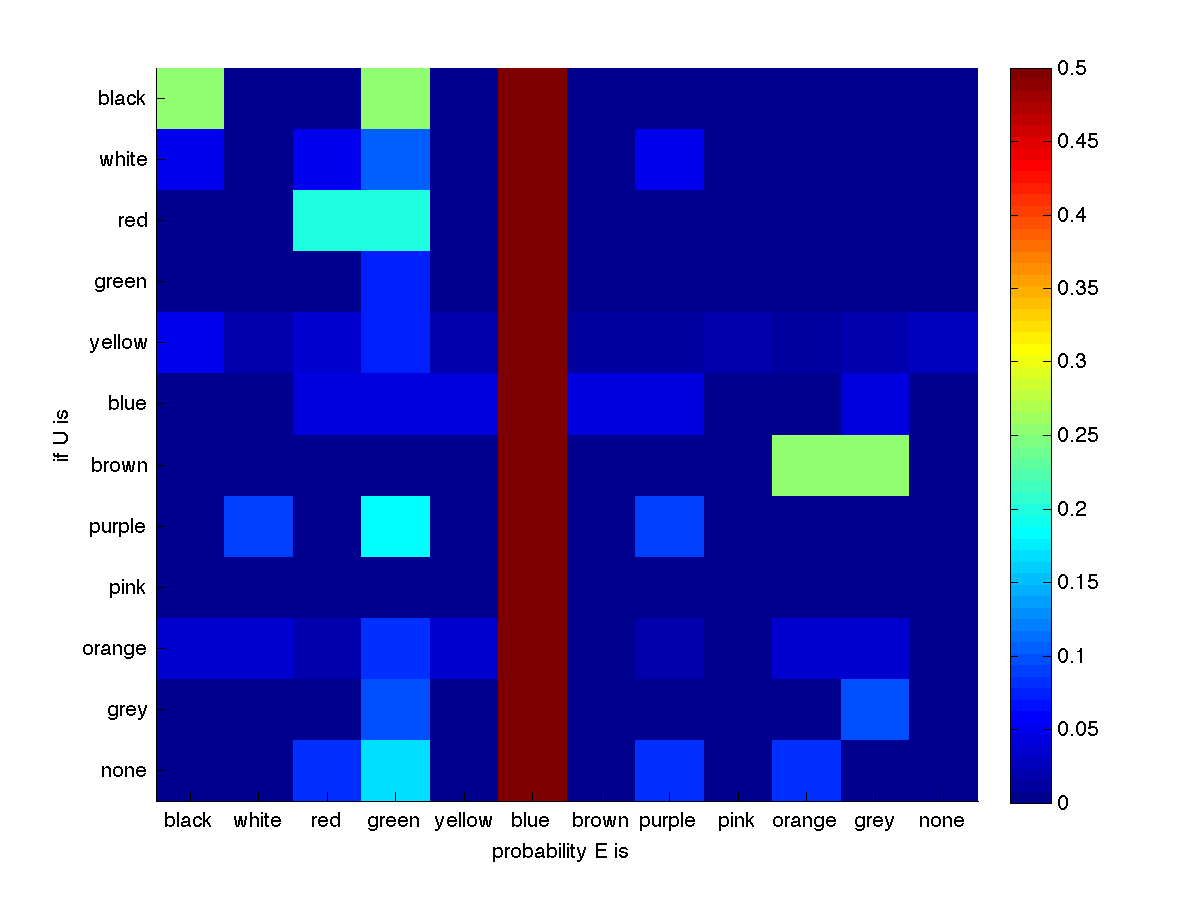 black
white
red
green
yellow
blue
brown
purple
pink
orange
grey
none
if U is
black white red green yellow blue brown purple pink orange grey none
probability E is
0.5
0.45
0.4
0.35
0.3
0.25
0.2
0.15
0.1
0.05
0